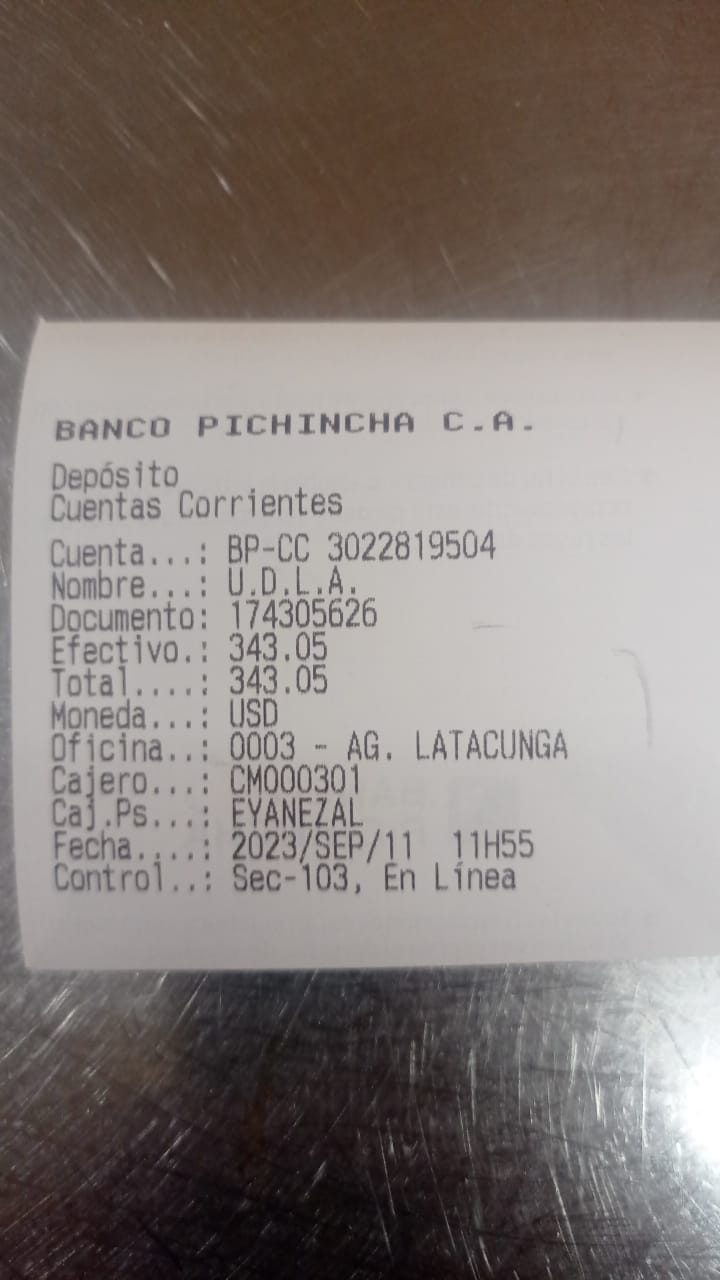 BANCO PICHINCHA C.A.
Depósito
Cuentas Corrientes
Cuenta...: BP-CC 3022819504
Nombre...: U.D.L.A.
Documento: 174305626
Efectivo.: 343.05
Total....: 343.05
Moneda...: USD
Oficina..: 0003 - AG. LATACUNGA
Cajero...: CM000301
Caj.Ps...: EYANEZAL
Fecha....: 2023/SEP/11  11H55
Control..: Sec-103, En Línea